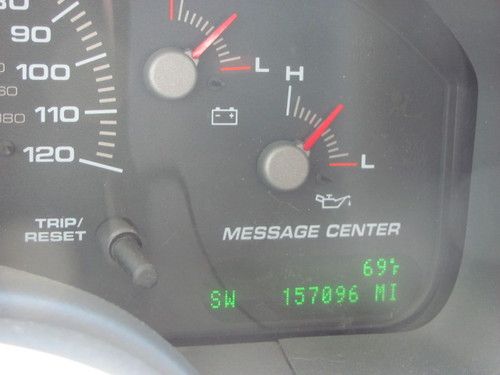 90
100
110
120
L
H
L
TRIP/
RESET
MESSAGE CENTER
69°F
SW 157096 MI